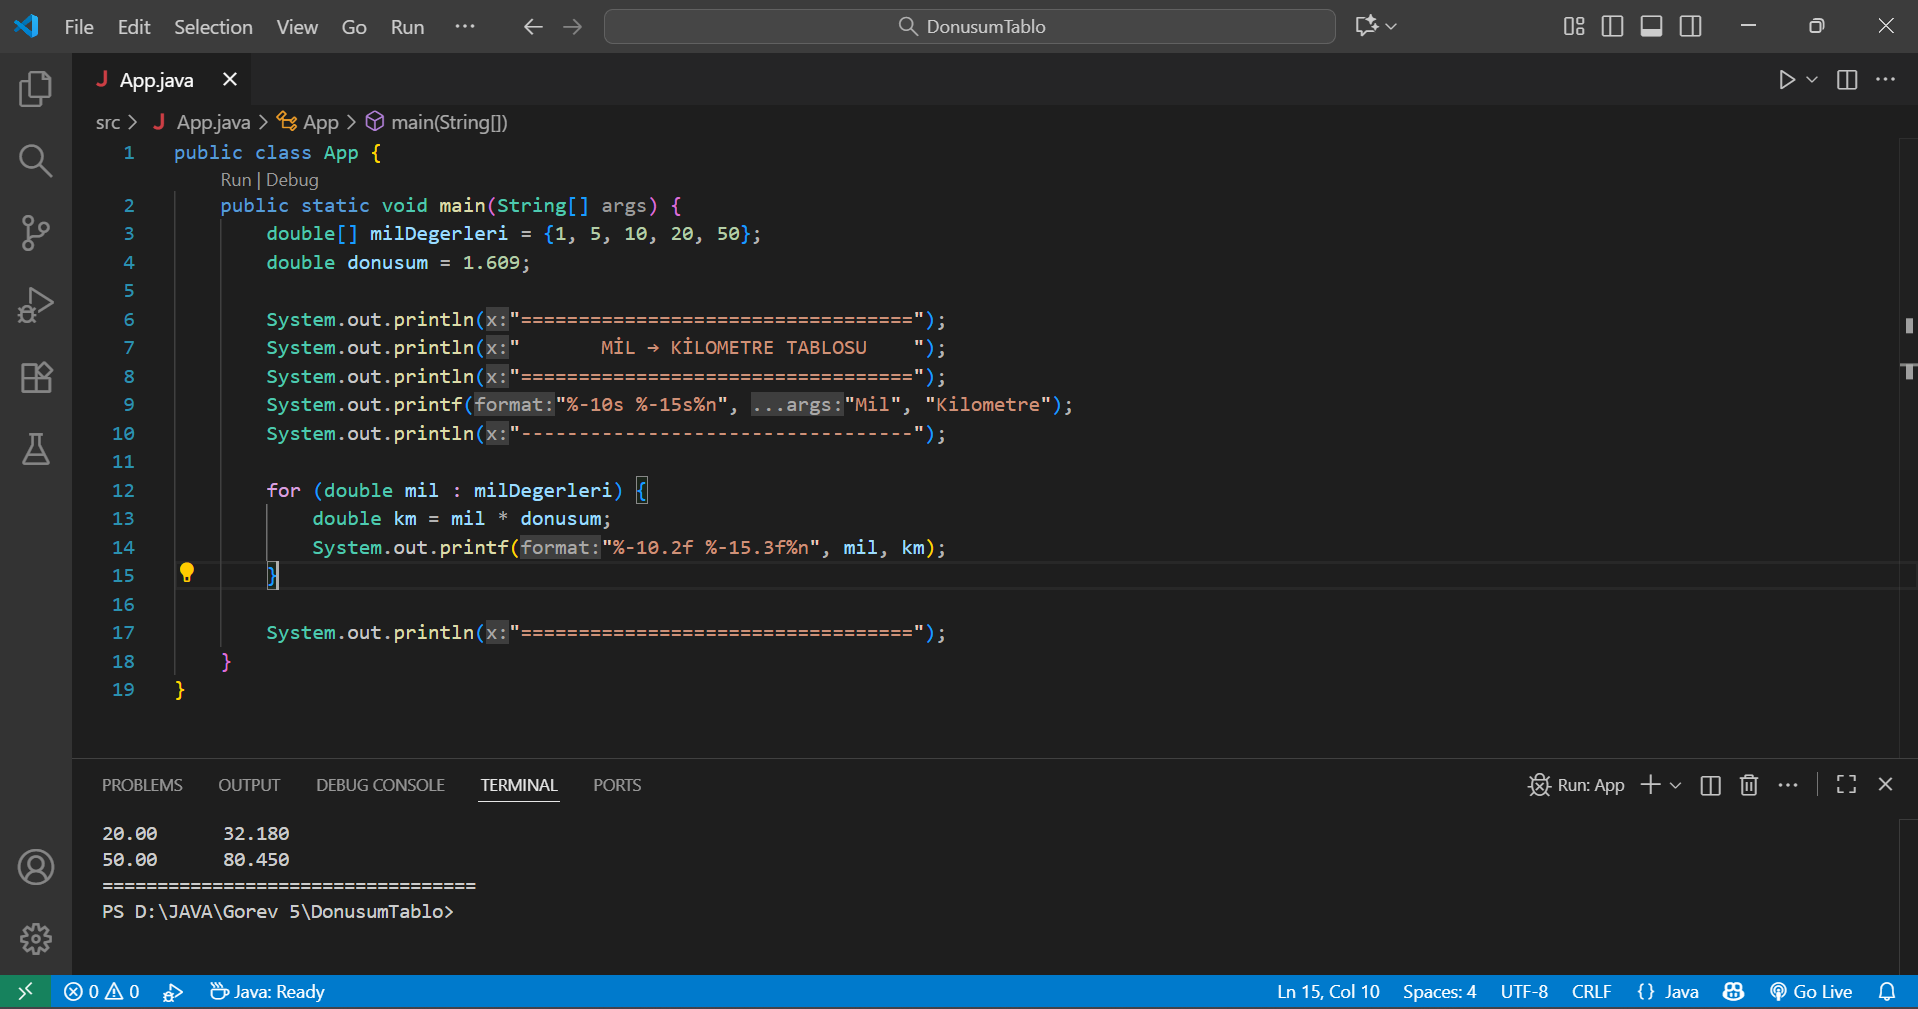 File Edit Selection View Go Run ··· DonusumTablo
App.java
src > App.java > App > main(String[])
1 public class App {
Run | Debug
2 public static void main(String[] args) {
3 double[] milDegerleri = {1, 5, 10, 20, 50};
4 double donusum = 1.609;
5
6 System.out.println(x:"==================================");
7 System.out.println(x:"       MİL → KİLOMETRE TABLOSU    ");
8 System.out.println(x:"==================================");
9 System.out.printf(format:"%-10s %-15s%n", ...args:"Mil", "Kilometre");
10 System.out.println(x:"----------------------------------");
11
12 for (double mil : milDegerleri) {
13 double km = mil * donusum;
14 System.out.printf(format:"%-10.2f %-15.3f%n", mil, km);
15 }
16
17 System.out.println(x:"==================================");
18 }
19 }
PROBLEMS OUTPUT DEBUG CONSOLE TERMINAL PORTS Run: App
20.00      32.180
50.00      80.450
==================================
PS D:\JAVA\Gorev 5\DonusumTablo>
0 0 Java: Ready Ln 15, Col 10 Spaces: 4 UTF-8 CRLF {} Java Go Live